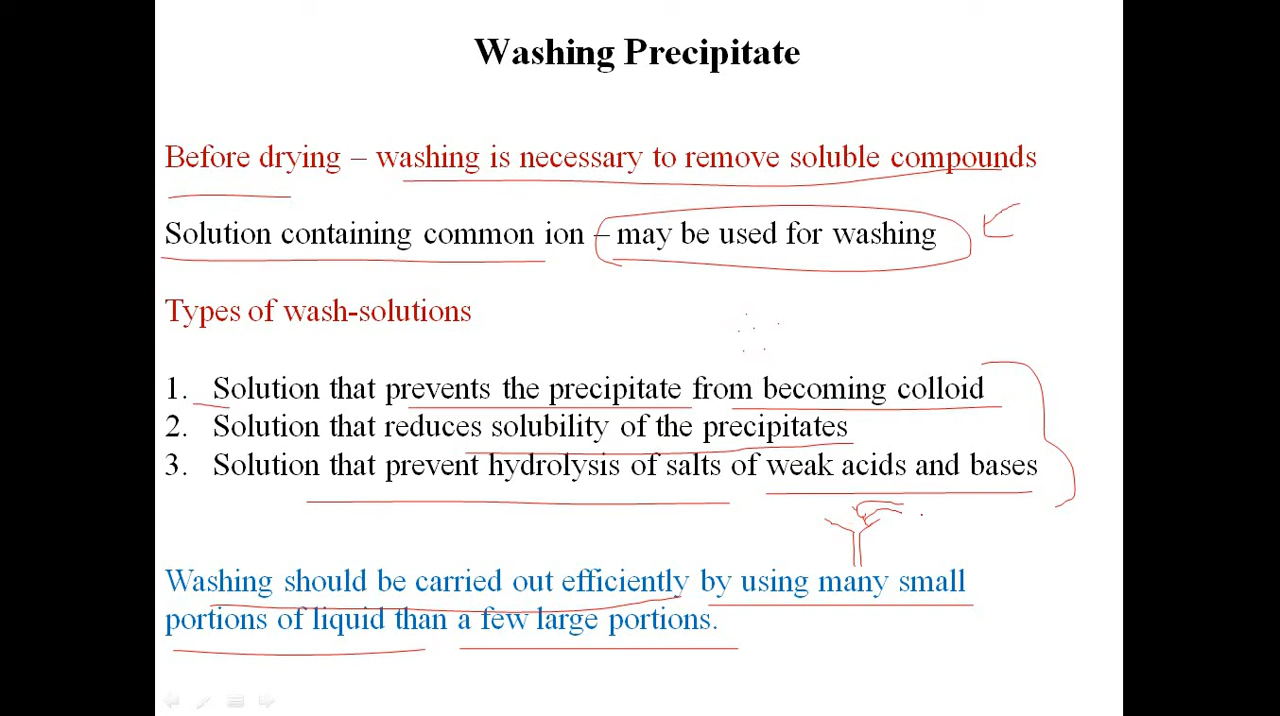 Washing Precipitate
Before drying – washing is necessary to remove soluble compounds
Solution containing common ion – may be used for washing
Types of wash-solutions
1. Solution that prevents the precipitate from becoming colloid
2. Solution that reduces solubility of the precipitates
3. Solution that prevent hydrolysis of salts of weak acids and bases
Washing should be carried out efficiently by using many small
portions of liquid than a few large portions.